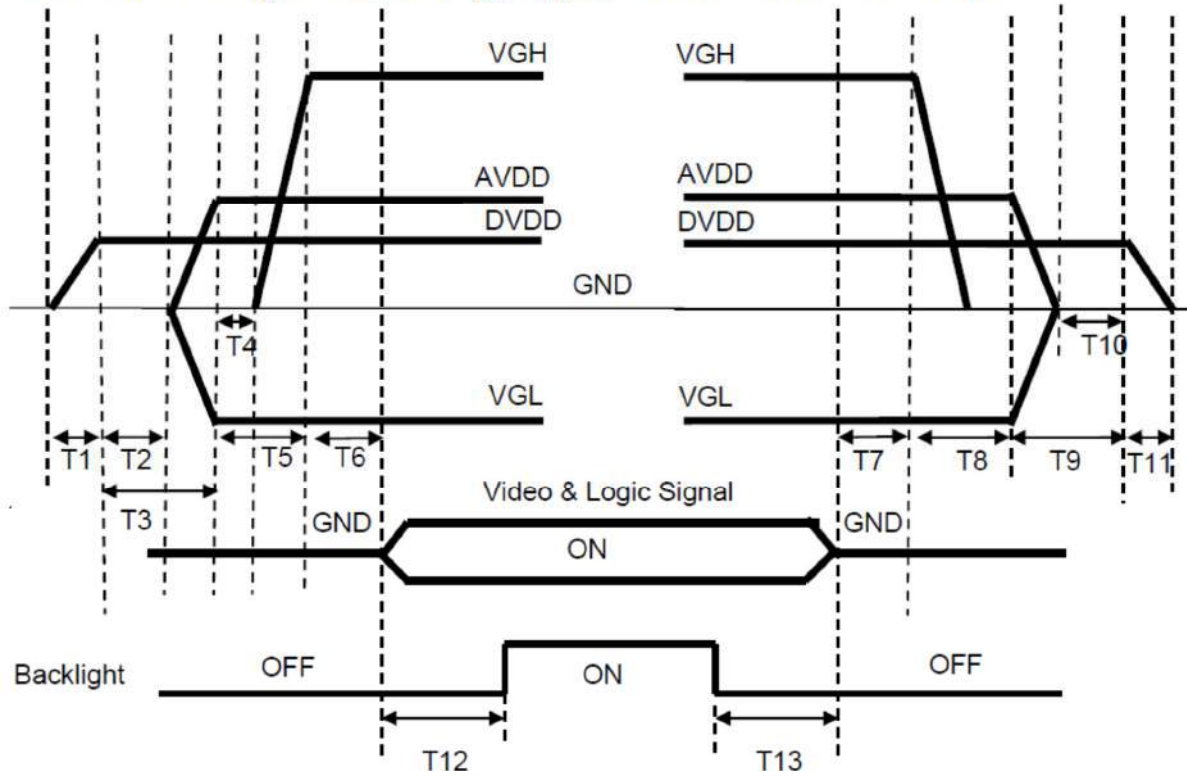 VGH VGH
AVDD AVDD
DVDD DVDD
GND
T4 T10
VGL VGL
T1 T2 T5 T6 T7 T8 T9 T11
T3
Video & Logic Signal
GND GND
ON
Backlight OFF ON OFF
T12 T13